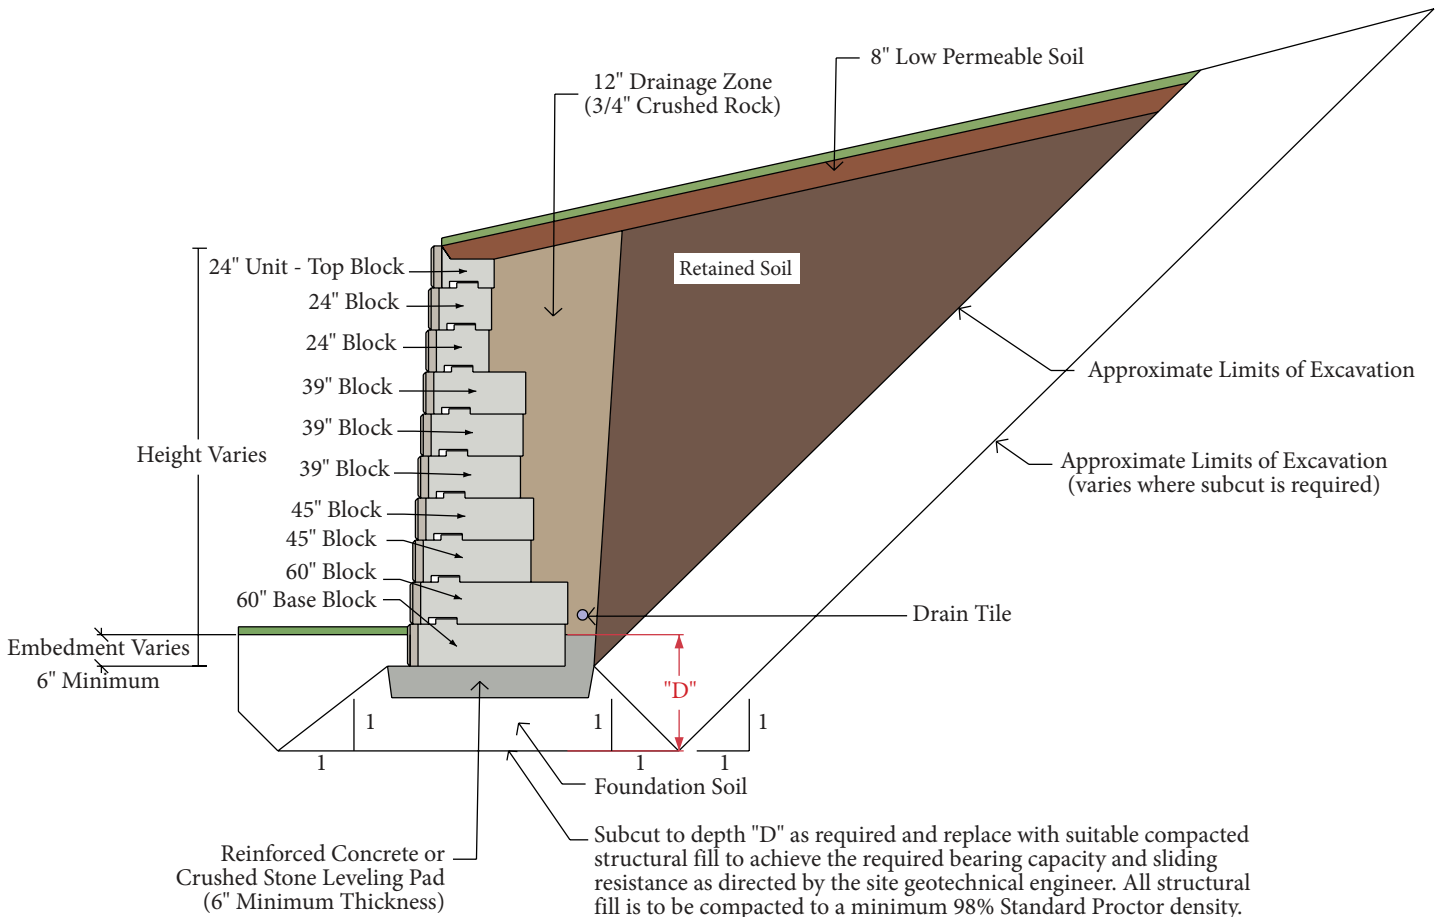 8" Low Permeable Soil
12" Drainage Zone
(3/4" Crushed Rock)
24" Unit - Top Block
Retained Soil
24" Block
24" Block
39" Block
Approximate Limits of Excavation
39" Block
Height Varies
39" Block
Approximate Limits of Excavation
(varies where subcut is required)
45" Block
45" Block
60" Block
60" Base Block
Drain Tile
Embedment Varies
6" Minimum
"D"
1
1
1
1
1
1
Foundation Soil
Reinforced Concrete or
Crushed Stone Leveling Pad
(6" Minimum Thickness)
Subcut to depth "D" as required and replace with suitable compacted
structural fill to achieve the required bearing capacity and sliding
resistance as directed by the site geotechnical engineer. All structural
fill is to be compacted to a minimum 98% Standard Proctor density.